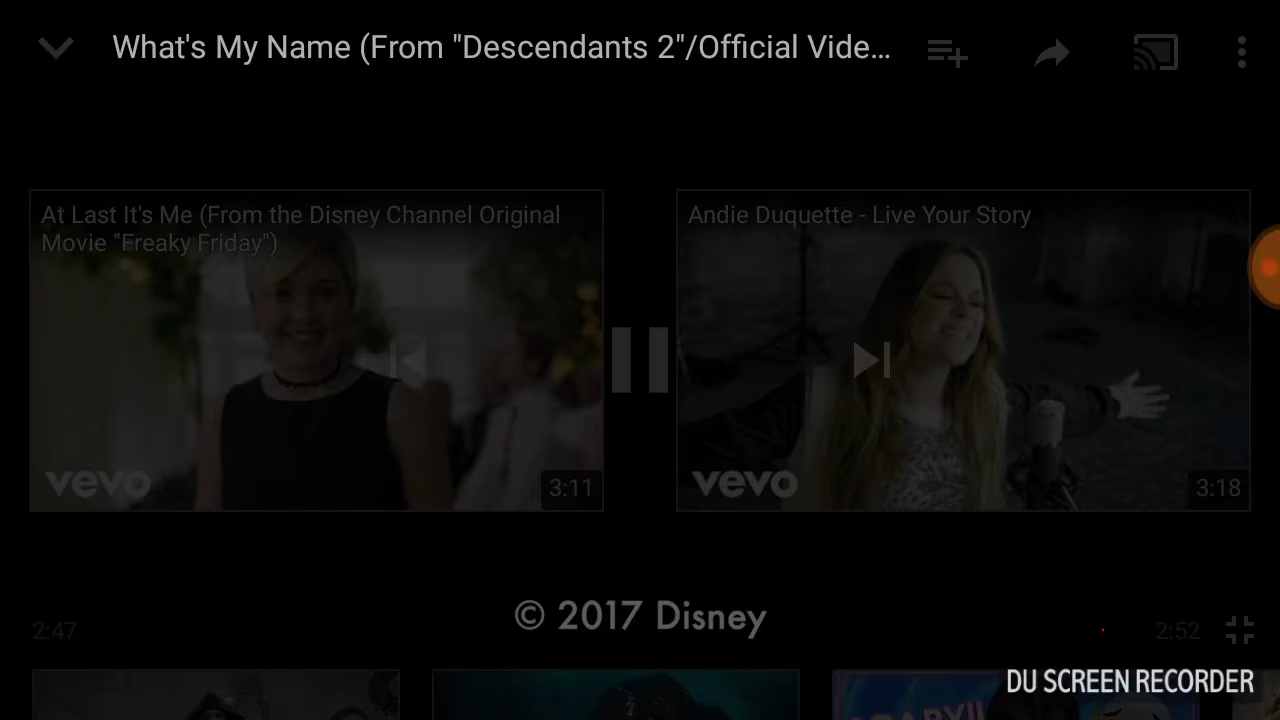 What's My Name (From "Descendants 2"/Official Vide...
At Last It's Me (From the Disney Channel Original
Movie "Freaky Friday")
vevo
3:11
Andie Duquette - Live Your Story
vevo
3:18
© 2017 Disney
2:47
2:52
DU SCREEN RECORDER